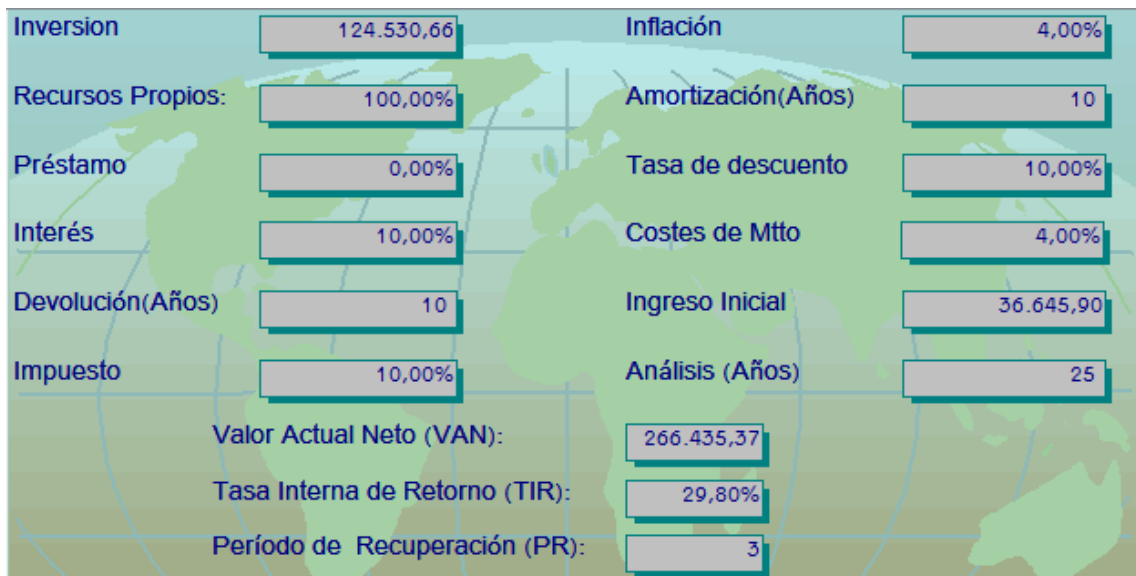 Inversion 124.530,66 Inflación 4,00%
Recursos Propios: 100,00% Amortización(Años) 10
Préstamo 0,00% Tasa de descuento 10,00%
Interés 10,00% Costes de Mtto 4,00%
Devolución(Años) 10 Ingreso Inicial 36.645,90
Impuesto 10,00% Análisis (Años) 25
Valor Actual Neto (VAN): 266.435,37
Tasa Interna de Retorno (TIR): 29,80%
Período de Recuperación (PR): 3